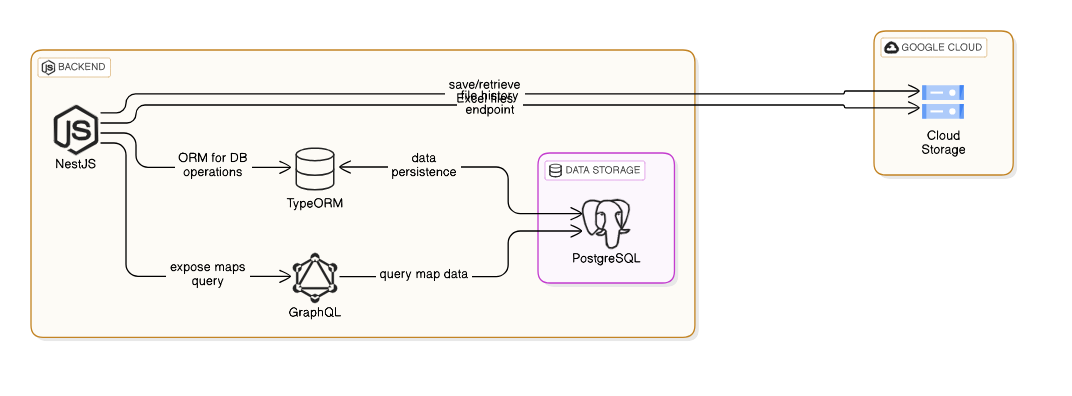 BACKEND
GOOGLE CLOUD
save/retrieve
file history
Excel files
endpoint
NestJS
Cloud
Storage
ORM for DB
operations
data
persistence
TypeORM
DATA STORAGE
PostgreSQL
expose maps
query
query map data
GraphQL